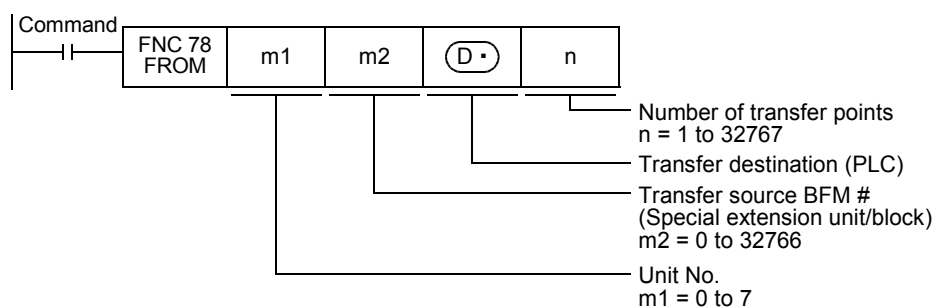 Command
FNC 78
FROM
m1
m2
D·
n
Number of transfer points
n = 1 to 32767
Transfer destination (PLC)
Transfer source BFM #
(Special extension unit/block)
m2 = 0 to 32766
Unit No.
m1 = 0 to 7